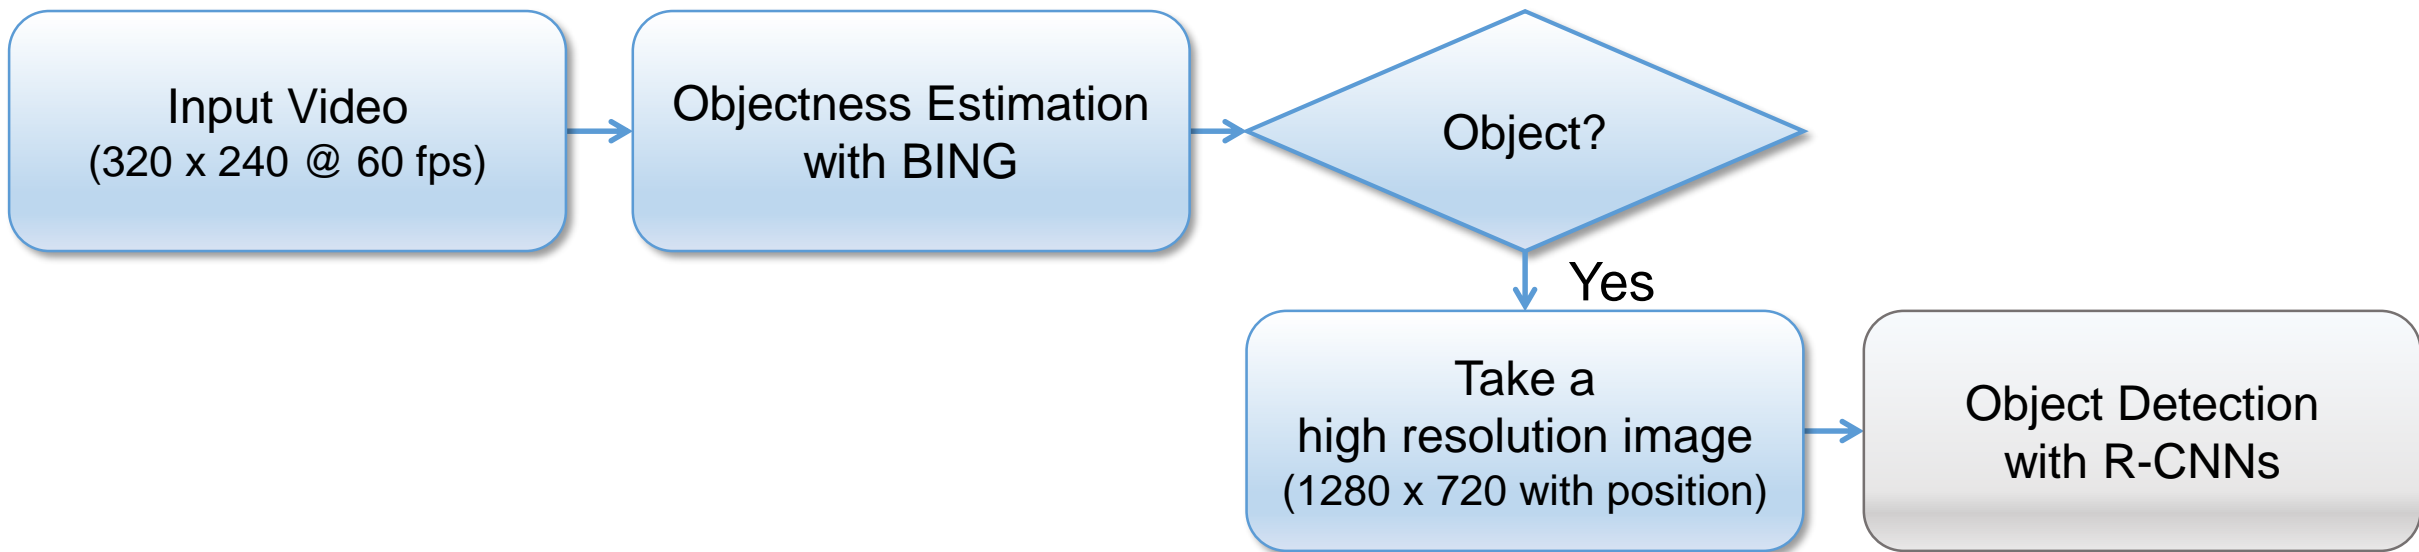 Input Video
(320 x 240 @ 60 fps)
Objectness Estimation
with BING
Object?
Yes
Take a
high resolution image
(1280 x 720 with position)
Object Detection
with R-CNNs